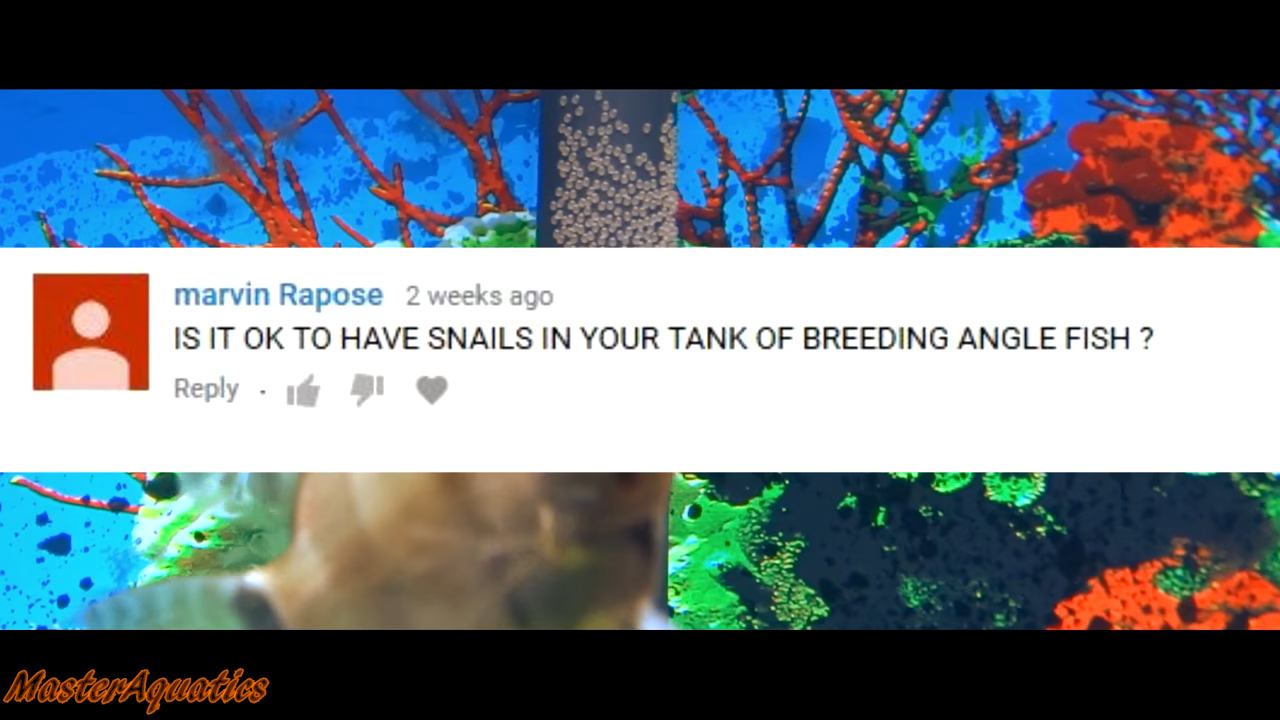 marvin Rapose 2 weeks ago
IS IT OK TO HAVE SNAILS IN YOUR TANK OF BREEDING ANGLE FISH ?
Reply ·
MasterAquatics